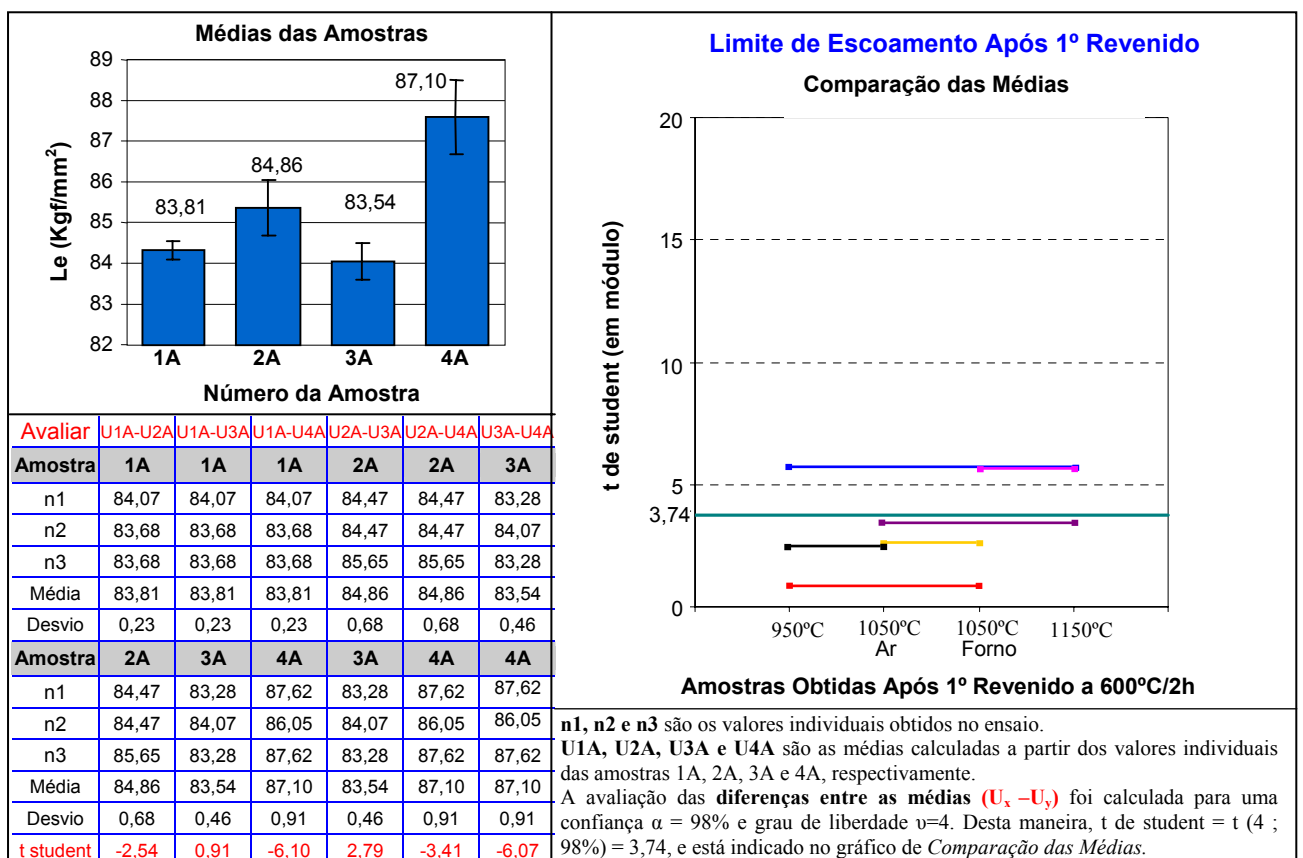 Médias das Amostras
89
88
87
86
85
84
83
82
Le (Kgf/mm²)
83,81
84,86
83,54
87,10
1A 2A 3A 4A
Número da Amostra
Avaliar U1A-U2A U1A-U3A U1A-U4A U2A-U3A U2A-U4A U3A-U4A
Amostra 1A 1A 1A 2A 2A 3A
n1 84,07 84,07 84,07 84,47 84,47 83,28
n2 83,68 83,68 83,68 84,47 84,47 84,07
n3 83,68 83,68 83,68 85,65 85,65 83,28
Média 83,81 83,81 83,81 84,86 84,86 83,54
Desvio 0,23 0,23 0,23 0,68 0,68 0,46
Amostra 2A 3A 4A 3A 4A 4A
n1 84,47 83,28 87,62 83,28 87,62 87,62
n2 84,47 84,07 86,05 84,07 86,05 86,05
n3 85,65 83,28 87,62 83,28 87,62 87,62
Média 84,86 83,54 87,10 83,54 87,10 87,10
Desvio 0,68 0,46 0,91 0,46 0,91 0,91
t student -2,54 0,91 -6,10 2,79 -3,41 -6,07
Limite de Escoamento Após 1º Revenido
Comparação das Médias
t de student (em módulo)
20
15
10
5
3,74
0
950ºC 1050ºC 1050ºC 1150ºC
Ar Forno
Amostras Obtidas Após 1º Revenido a 600ºC/2h
n1, n2 e n3 são os valores individuais obtidos no ensaio.
U1A, U2A, U3A e U4A são as médias calculadas a partir dos valores individuais
das amostras 1A, 2A, 3A e 4A, respectivamente.
A avaliação das diferenças entre as médias (Ux –Uy) foi calculada para uma
confiança α = 98% e grau de liberdade υ=4. Desta maneira, t de student = t (4 ;
98%) = 3,74, e está indicado no gráfico de Comparação das Médias.